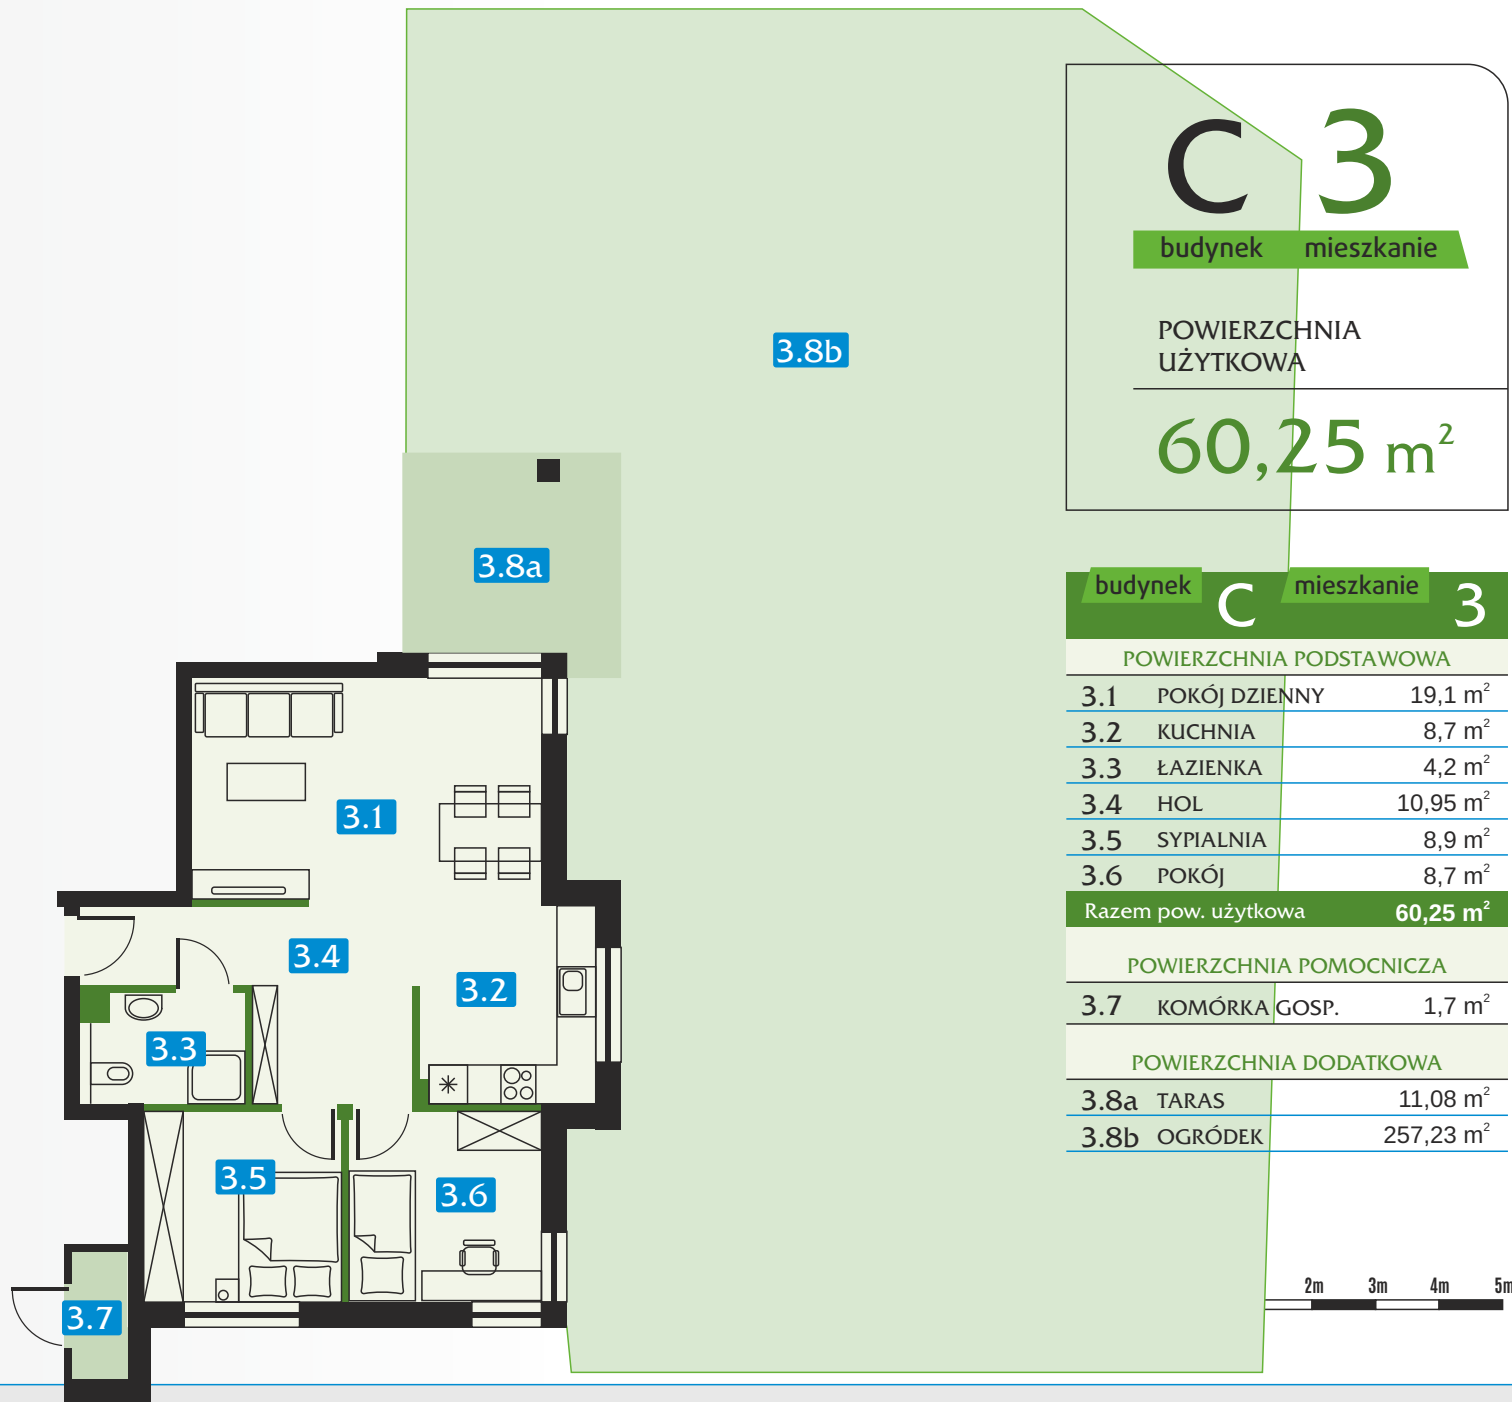 C 3
budynek mieszkanie
POWIERZCHNIA
UŻYTKOWA
60,25 m²
3.8b
3.8a
3.1
3.4
3.2
3.3
3.5
3.6
3.7
budynek C mieszkanie 3
POWIERZCHNIA PODSTAWOWA
3.1 POKÓJ DZIENNY 19,1 m²
3.2 KUCHNIA 8,7 m²
3.3 ŁAZIENKA 4,2 m²
3.4 HOL 10,95 m²
3.5 SYPIALNIA 8,9 m²
3.6 POKÓJ 8,7 m²
Razem pow. użytkowa 60,25 m²
POWIERZCHNIA POMOCNICZA
3.7 KOMÓRKA GOSP. 1,7 m²
POWIERZCHNIA DODATKOWA
3.8a TARAS 11,08 m²
3.8b OGRÓDEK 257,23 m²
2m 3m 4m 5m